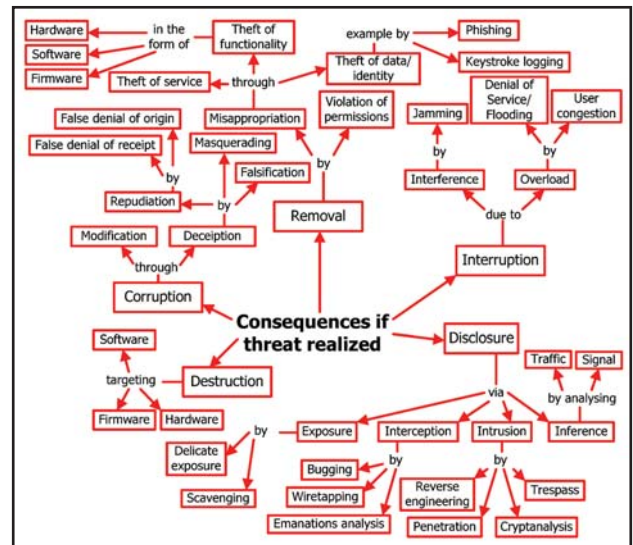 Hardware
in the
form of
Theft of
functionality
Software
Firmware
example by
Phishing
Theft of data/
identity
Keystroke logging
Theft of service
through
Misappropriation
Violation of
permissions
Jamming
Denial of
Service/
Flooding
User
congestion
False denial of origin
Masquerading
False denial of receipt
Falsification
by
by
by
by
Repudiation
by
Interference
Overload
Removal
due to
Modification
Deception
through
Interruption
Corruption
Consequences if
threat realized
Software
Disclosure
targeting
Destruction
Traffic
Signal
via
by analysing
Firmware
Hardware
by
Exposure
Interception
Intrusion
Inference
Delicate
exposure
by
by
Bugging
Scavenging
Wiretapping
Reverse
engineering
Trespass
Emanations analysis
Penetration
Cryptanalysis